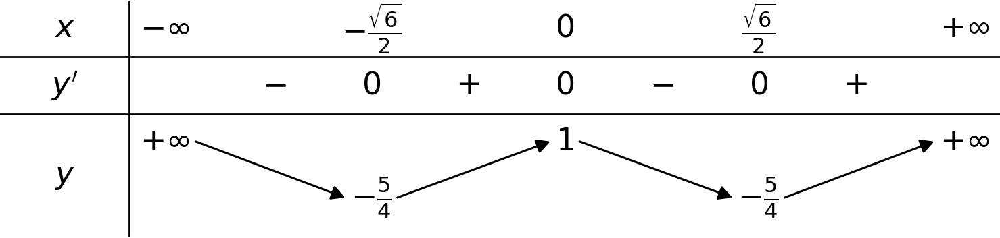 x −∞ −√6/2 0 √6/2 +∞
y′ − 0 + 0 − 0 +
+∞ 1 +∞
y
−5/4 −5/4